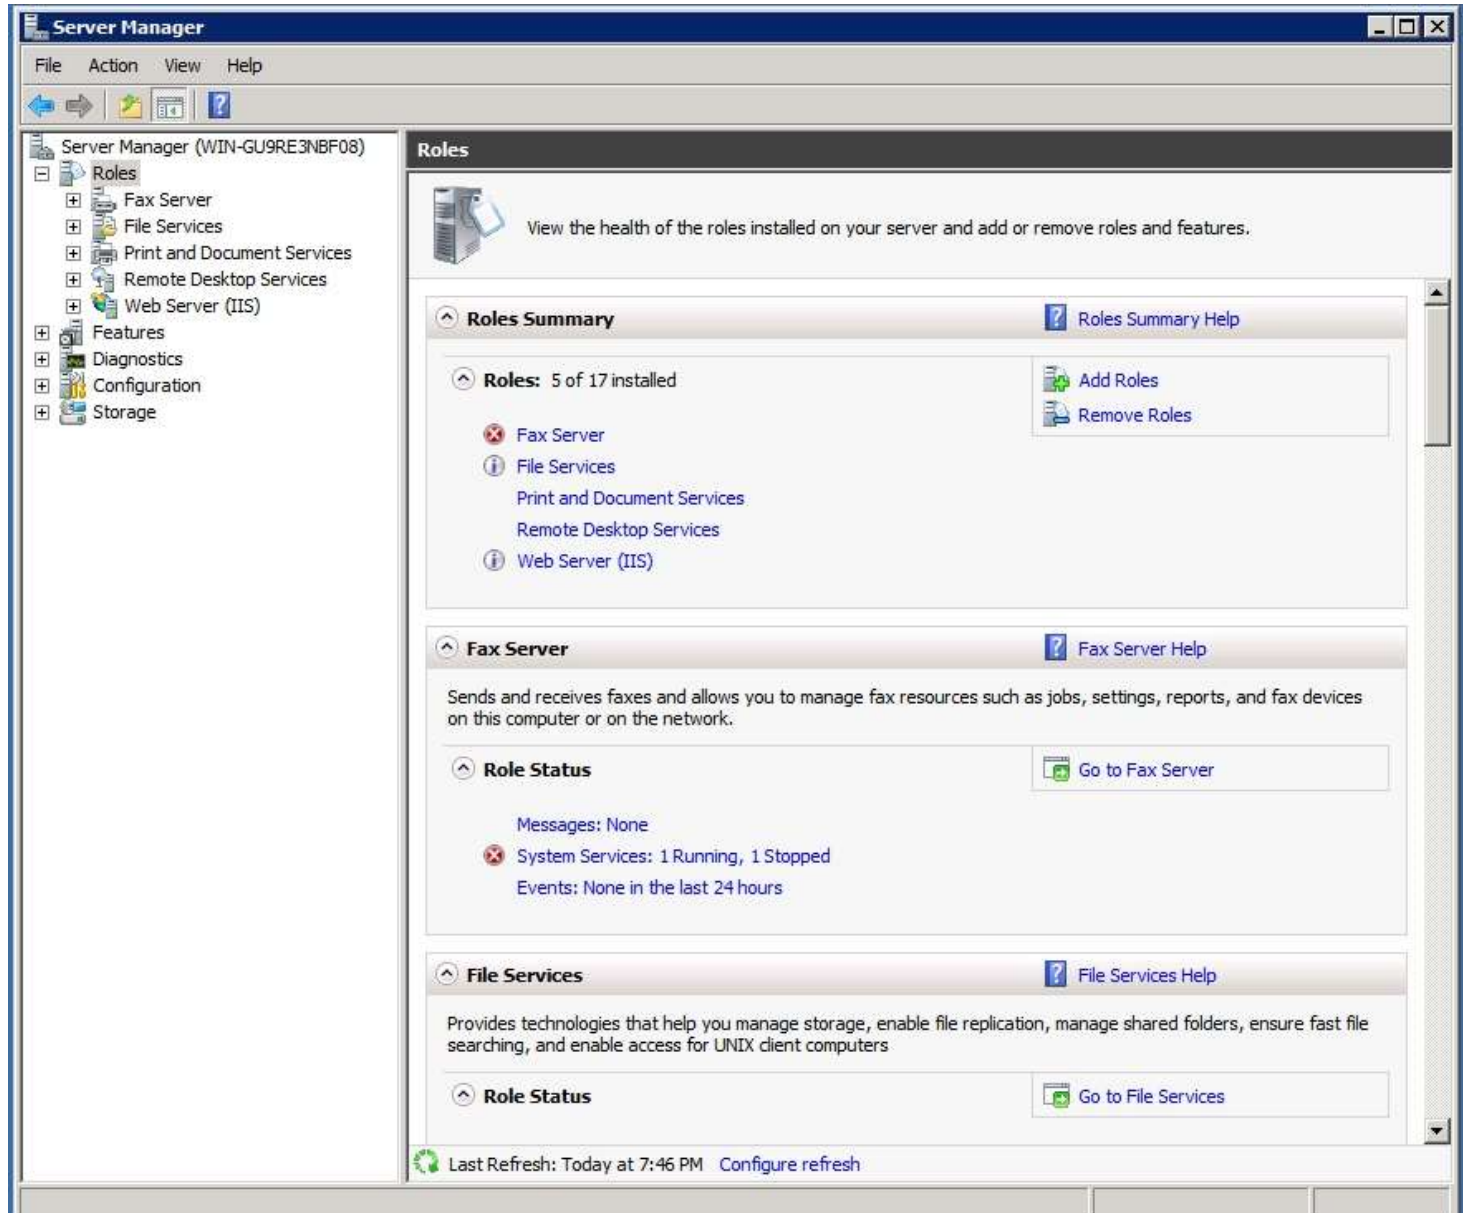 Server Manager
File Action View Help
Server Manager (WIN-GU9RE3NBF08)
Roles
Fax Server
File Services
Print and Document Services
Remote Desktop Services
Web Server (IIS)
Features
Diagnostics
Configuration
Storage
Roles
View the health of the roles installed on your server and add or remove roles and features.
Roles Summary
Roles Summary Help
Roles: 5 of 17 installed
Add Roles
Remove Roles
Fax Server
File Services
Print and Document Services
Remote Desktop Services
Web Server (IIS)
Fax Server
Fax Server Help
Sends and receives faxes and allows you to manage fax resources such as jobs, settings, reports, and fax devices
on this computer or on the network.
Role Status
Go to Fax Server
Messages: None
System Services: 1 Running, 1 Stopped
Events: None in the last 24 hours
File Services
File Services Help
Provides technologies that help you manage storage, enable file replication, manage shared folders, ensure fast file
searching, and enable access for UNIX client computers
Role Status
Go to File Services
Last Refresh: Today at 7:46 PM Configure refresh